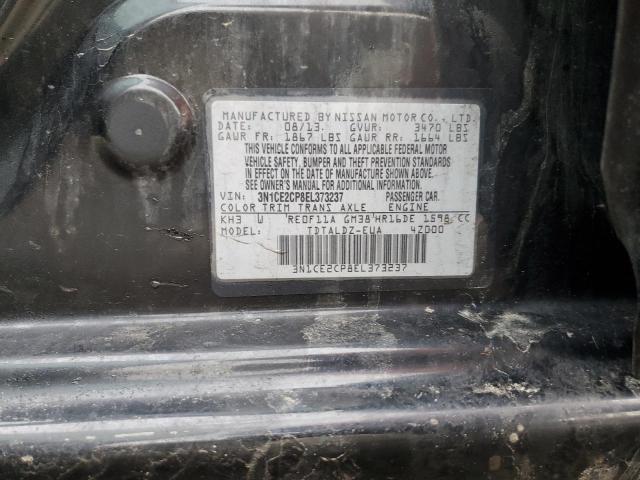 MANUFACTURED BY NISSAN MOTOR CO., LTD.
DATE: 08/13. GVWR: 3470 LBS
GAWR FR: 1867 LBS GAWR RR: 1664 LBS
THIS VEHICLE CONFORMS TO ALL APPLICABLE FEDERAL MOTOR
VEHICLE SAFETY, BUMPER AND THEFT PREVENTION STANDARDS
IN EFFECT ON THE DATE OF MANUFACTURE SHOWN ABOVE.
SEE OWNER'S MANUAL FOR ADDITIONAL INFORMATION.
VIN: 3N1CE2CP8EL373237 PASSENGER CAR.
COLOR TRIM TRANS AXLE ENGINE
KH3 W RE0F11A GM38 HR16DE 1598 CC
MODEL: TDTALDZ-EUA 4Z000
3N1CE2CP8EL373237